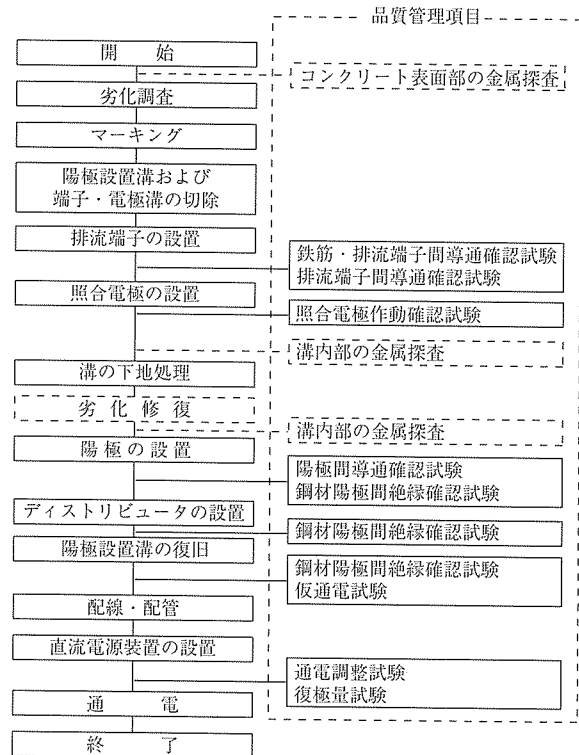 品質管理項目
開　始
コンクリート表面部の金属探査
劣化調査
マーキング
陽極設置溝および
端子・電極溝の切除
排流端子の設置
鉄筋・排流端子間導通確認試験
排流端子間導通確認試験
照合電極の設置
照合電極作動確認試験
溝内部の金属探査
溝の下地処理
劣化修復
溝内部の金属探査
陽極の設置
陽極間導通確認試験
鋼材陽極間絶縁確認試験
ディストリビュータの設置
鋼材陽極間絶縁確認試験
陽極設置溝の復旧
鋼材陽極間絶縁確認試験
仮通電試験
配線・配管
直流電源装置の設置
通電調整試験
復極量試験
通　電
終　了